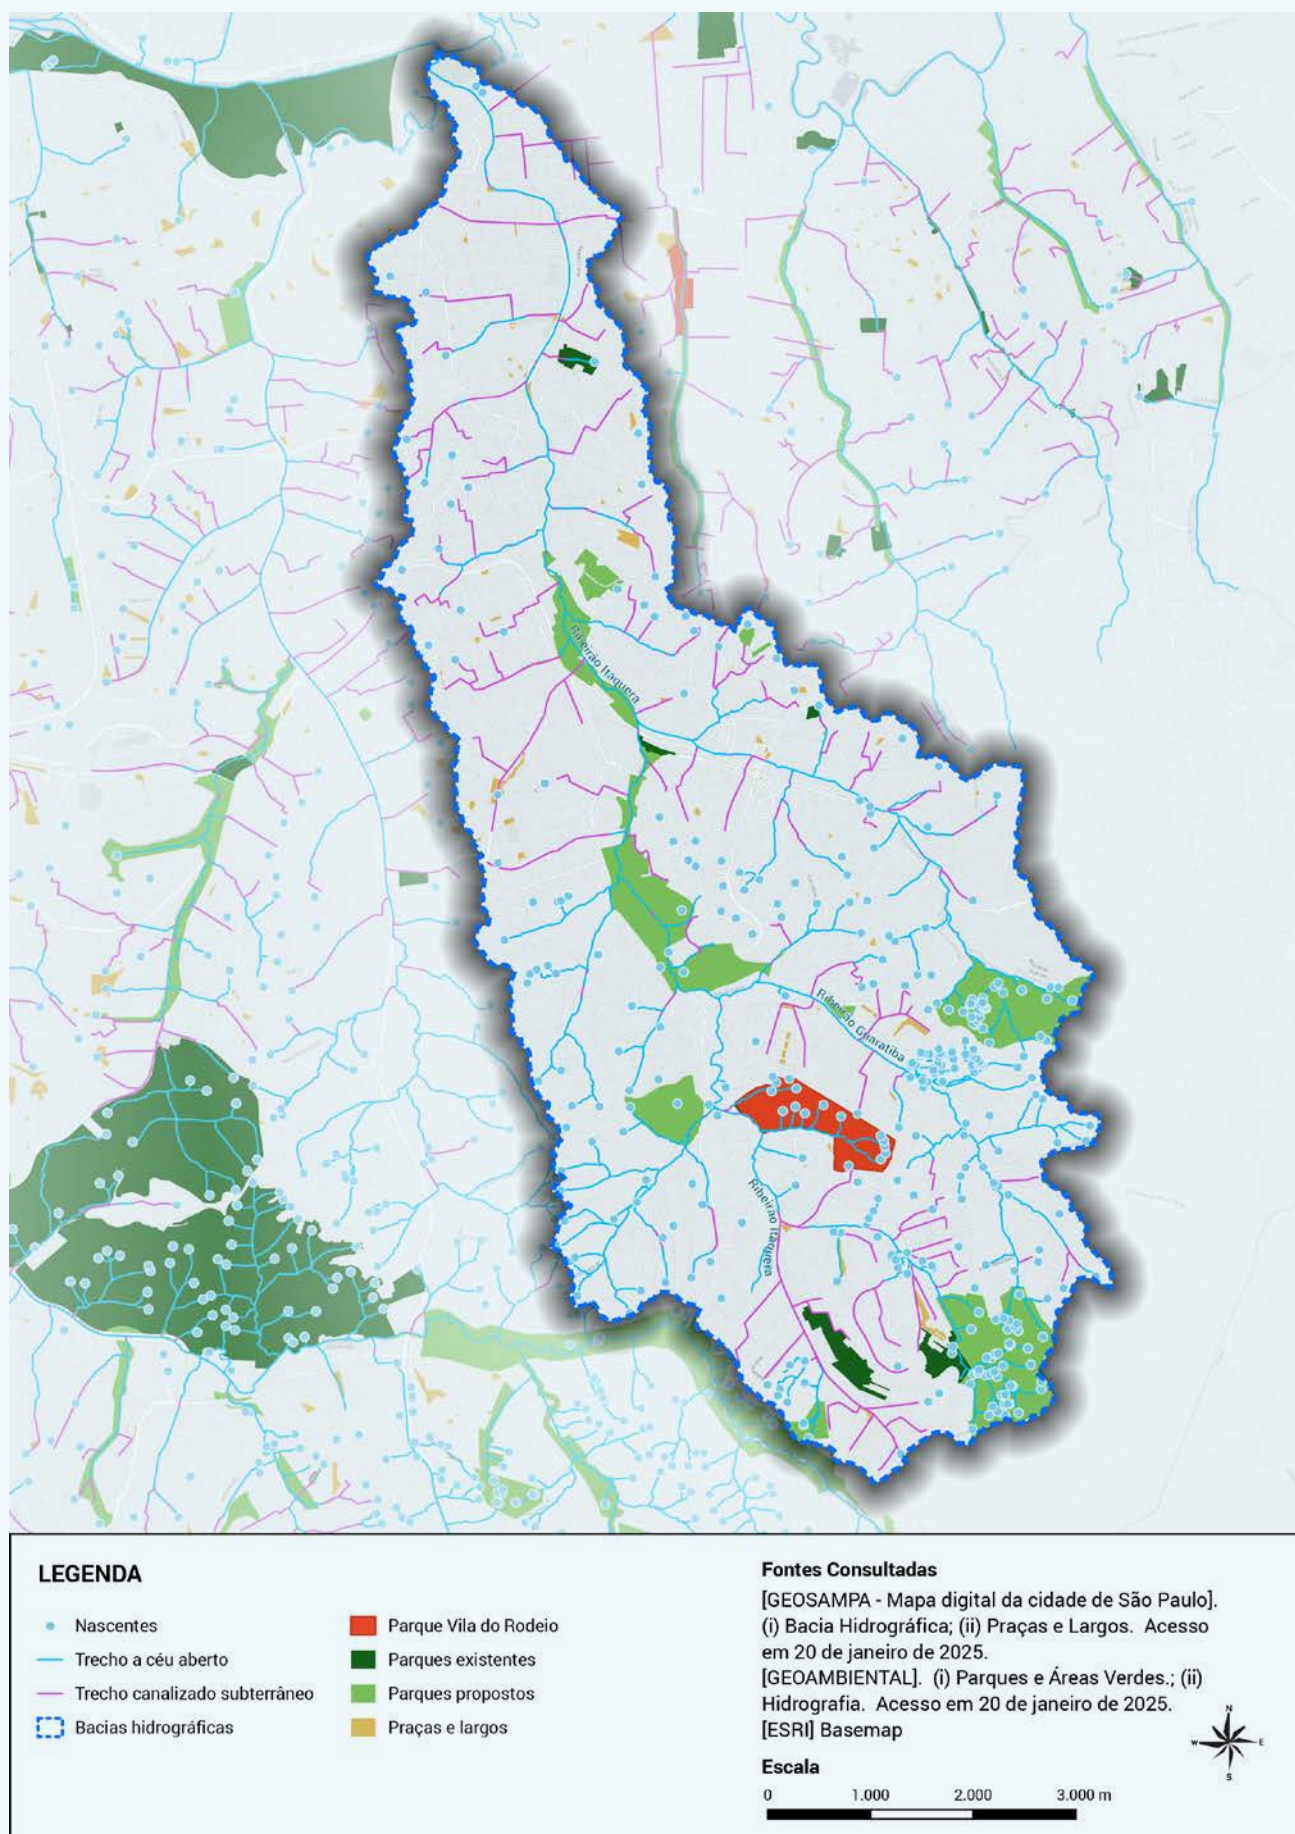 Ribeirão Itaquera
Ribeirão Guaratiba
Ribeirão Itaquera
LEGENDA
Nascentes
Trecho a céu aberto
Trecho canalizado subterrâneo
Bacias hidrográficas
Parque Vila do Rodeio
Parques existentes
Parques propostos
Praças e largos
Fontes Consultadas
[GEOSAMPA - Mapa digital da cidade de São Paulo].
(i) Bacia Hidrográfica; (ii) Praças e Largos. Acesso
em 20 de janeiro de 2025.
[GEOAMBIENTAL]. (i) Parques e Áreas Verdes.; (ii)
Hidrografia. Acesso em 20 de janeiro de 2025.
[ESRI] Basemap
N
W E
S
Escala
0 1.000 2.000 3.000 m